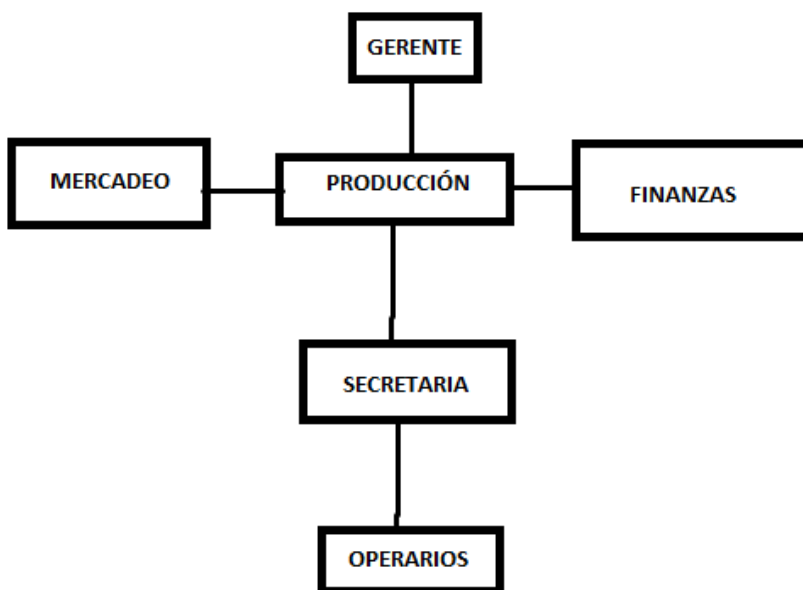 GERENTE
MERCADEO
PRODUCCIÓN
FINANZAS
SECRETARIA
OPERARIOS